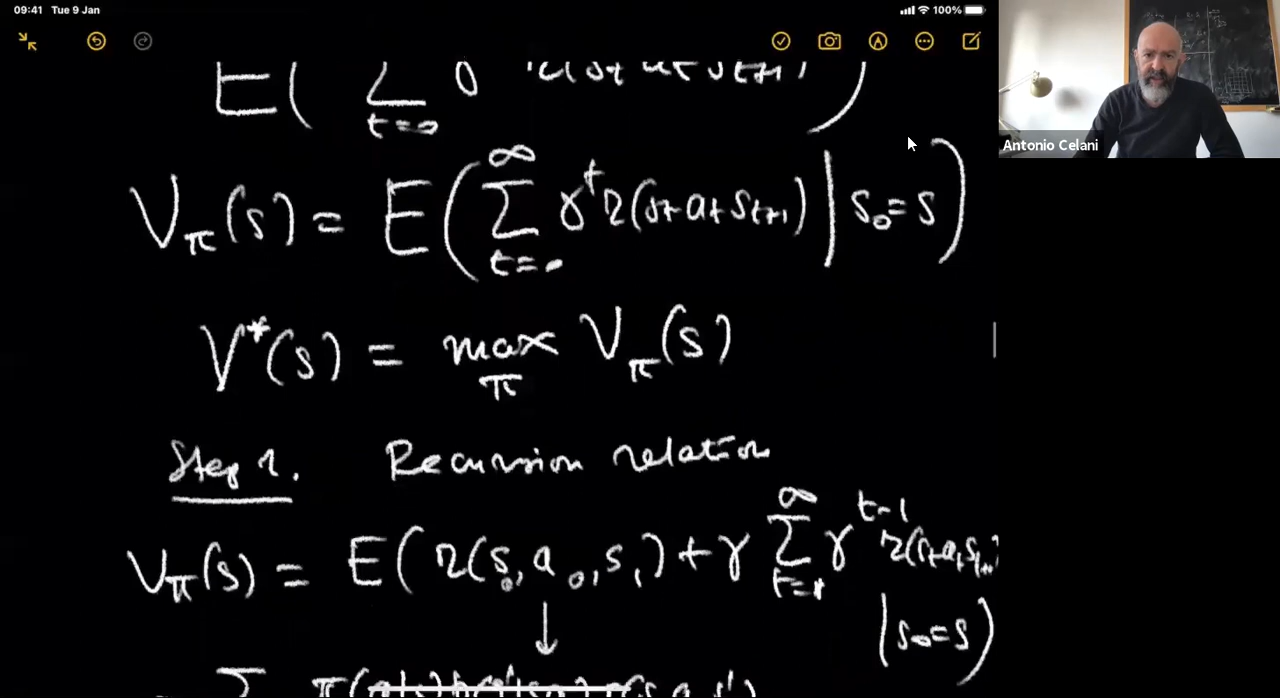 09:41 Tue 9 Jan 100%
E( Σ t=0 )
Antonio Celani
V_π(s) = E( Σ_{t=0}^{∞} γ^t r(s_t a_t s_{t+1}) | s_0=s )
V*(s) = max_π V_π(s)
Step 1. Recursion relation
V_π(s) = E( r(s_0, a_0, s_1) + γ Σ_{t=1}^{∞} γ^{t-1} r(s_t a_t s_{t+1})
| s_0=s )